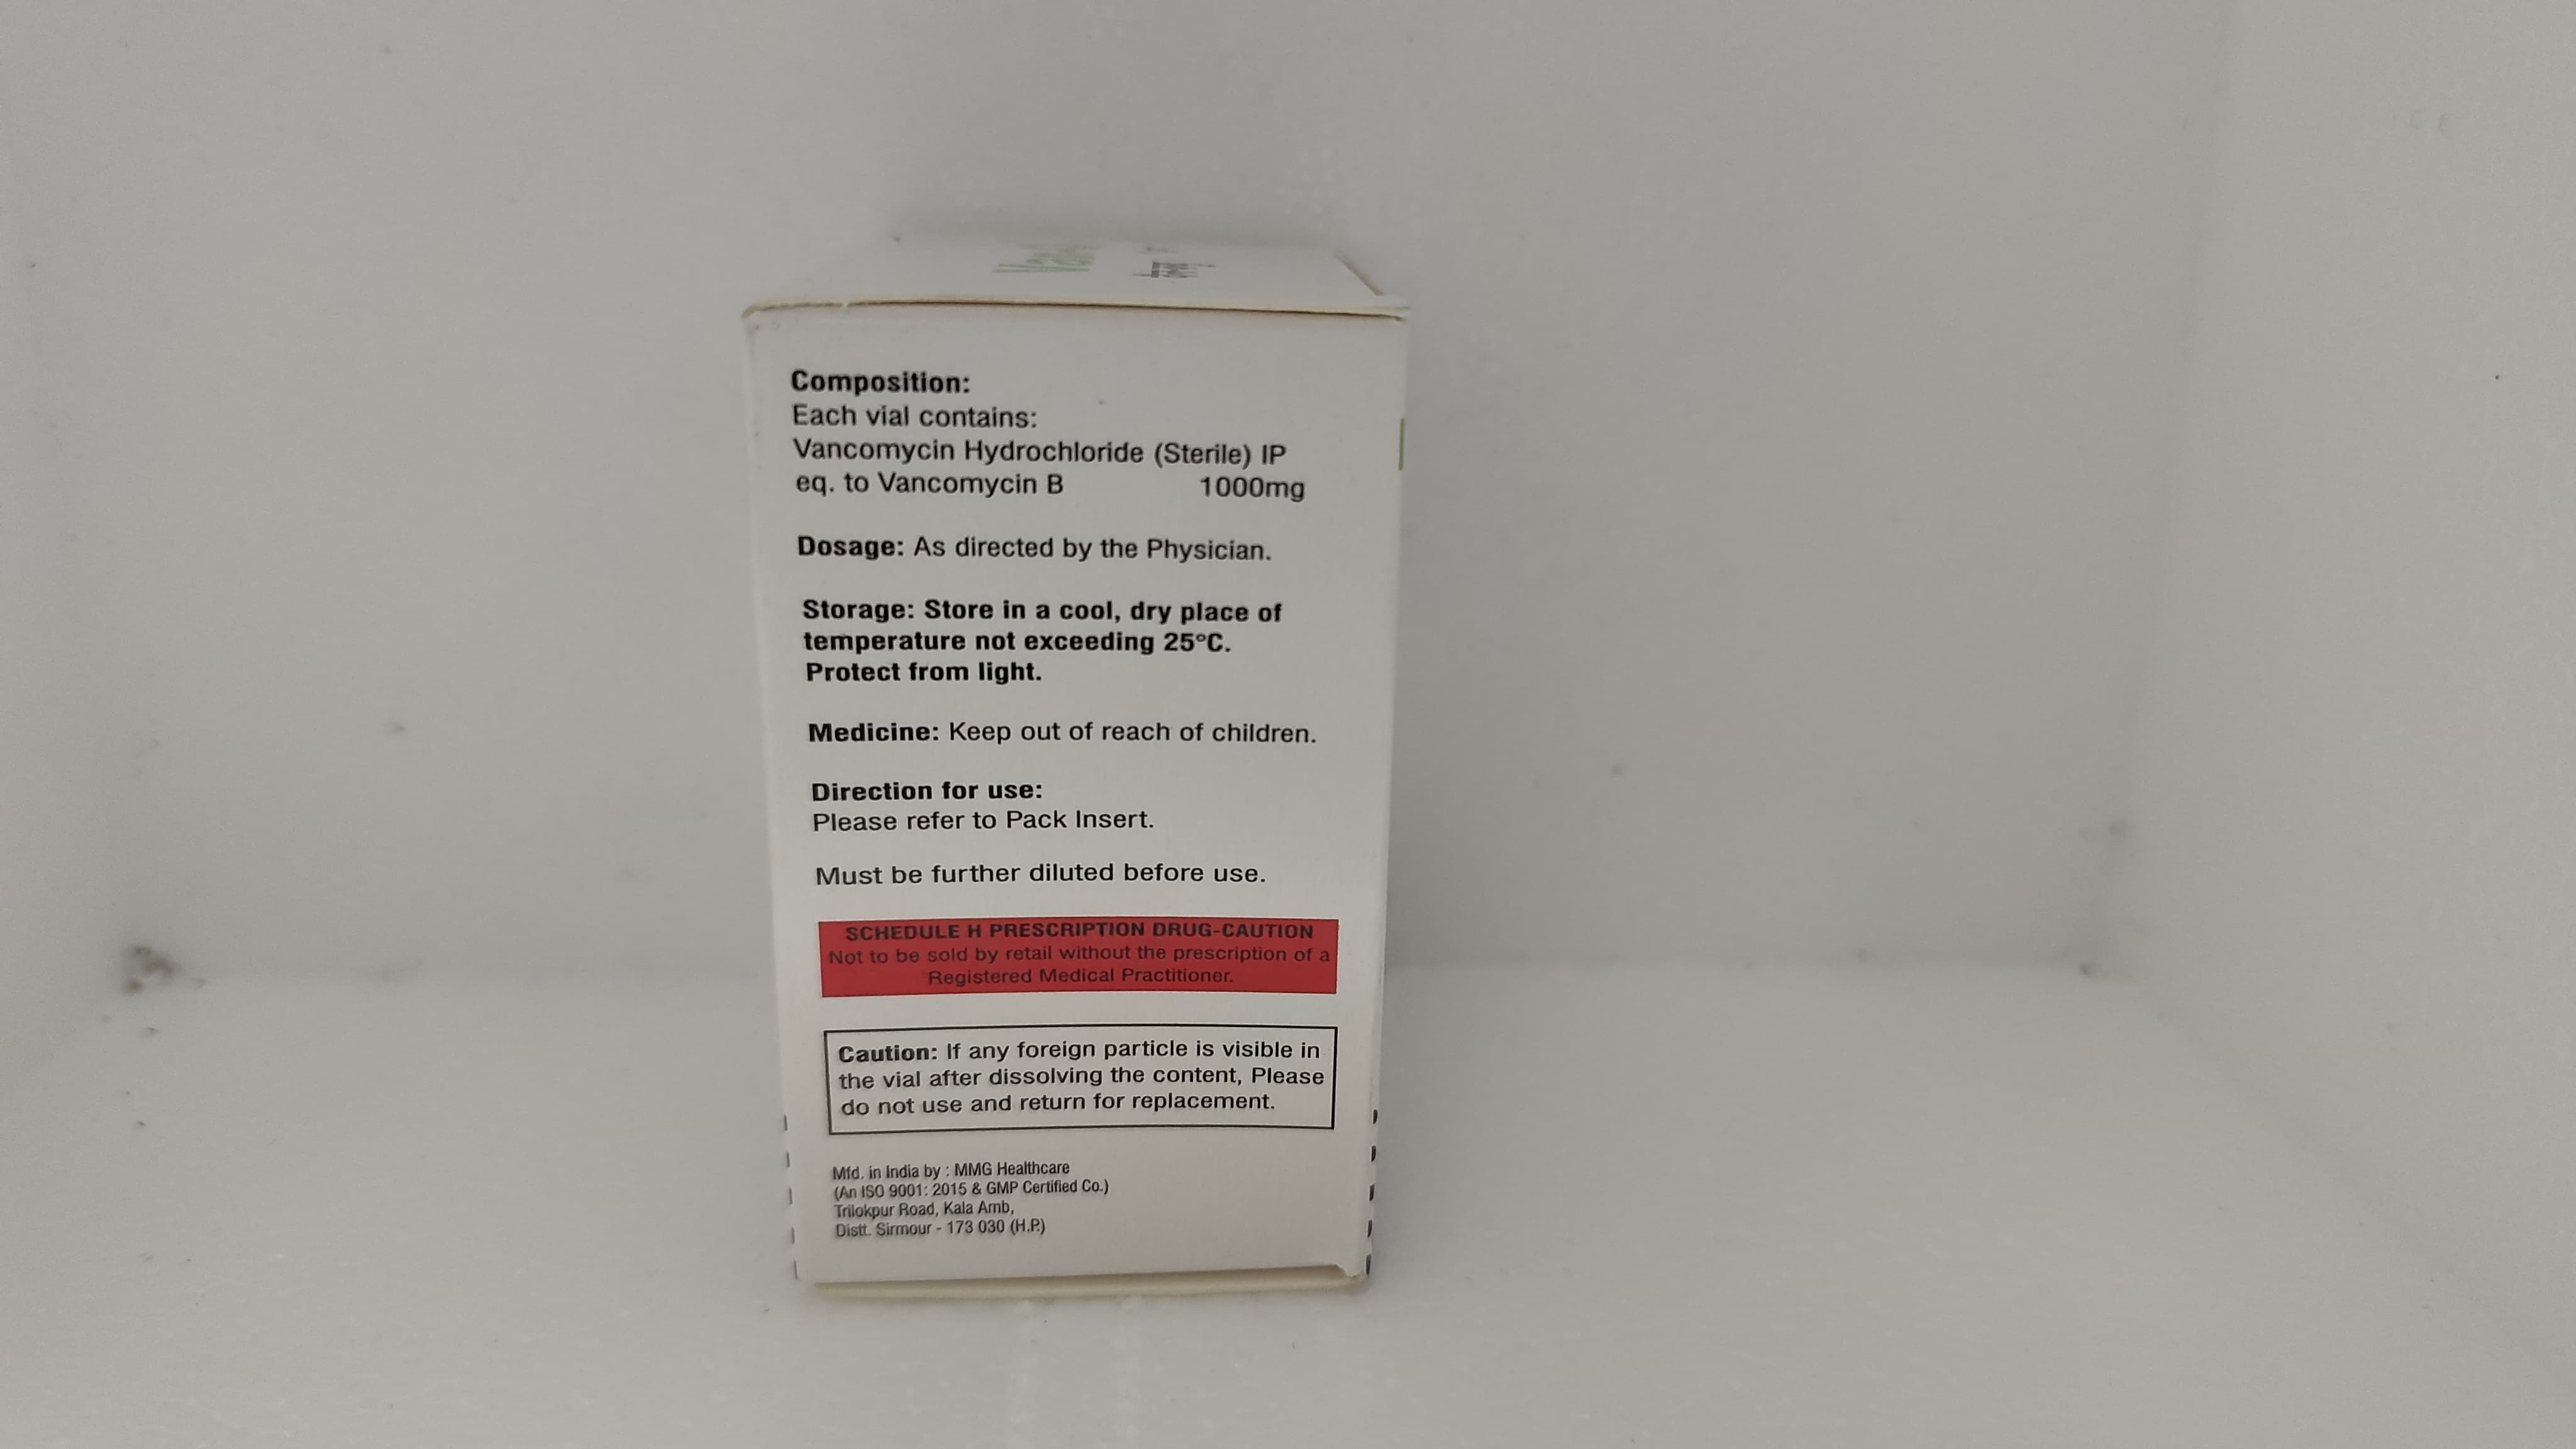 Composition:
Each vial contains:
Vancomycin Hydrochloride (Sterile) IP
eq. to Vancomycin B 1000mg
Dosage: As directed by the Physician.
Storage: Store in a cool, dry place of
temperature not exceeding 25°C.
Protect from light.
Medicine: Keep out of reach of children.
Direction for use:
Please refer to Pack Insert.
Must be further diluted before use.
SCHEDULE H PRESCRIPTION DRUG-CAUTION
Not to be sold by retail without the prescription of a
Registered Medical Practitioner.
Caution: If any foreign particle is visible in
the vial after dissolving the content, Please
do not use and return for replacement.
Mfd. in India by : MMG Healthcare
(An ISO 9001: 2015 & GMP Certified Co.)
Trilokpur Road, Kala Amb,
Distt. Sirmour - 173 030 (H.P.)